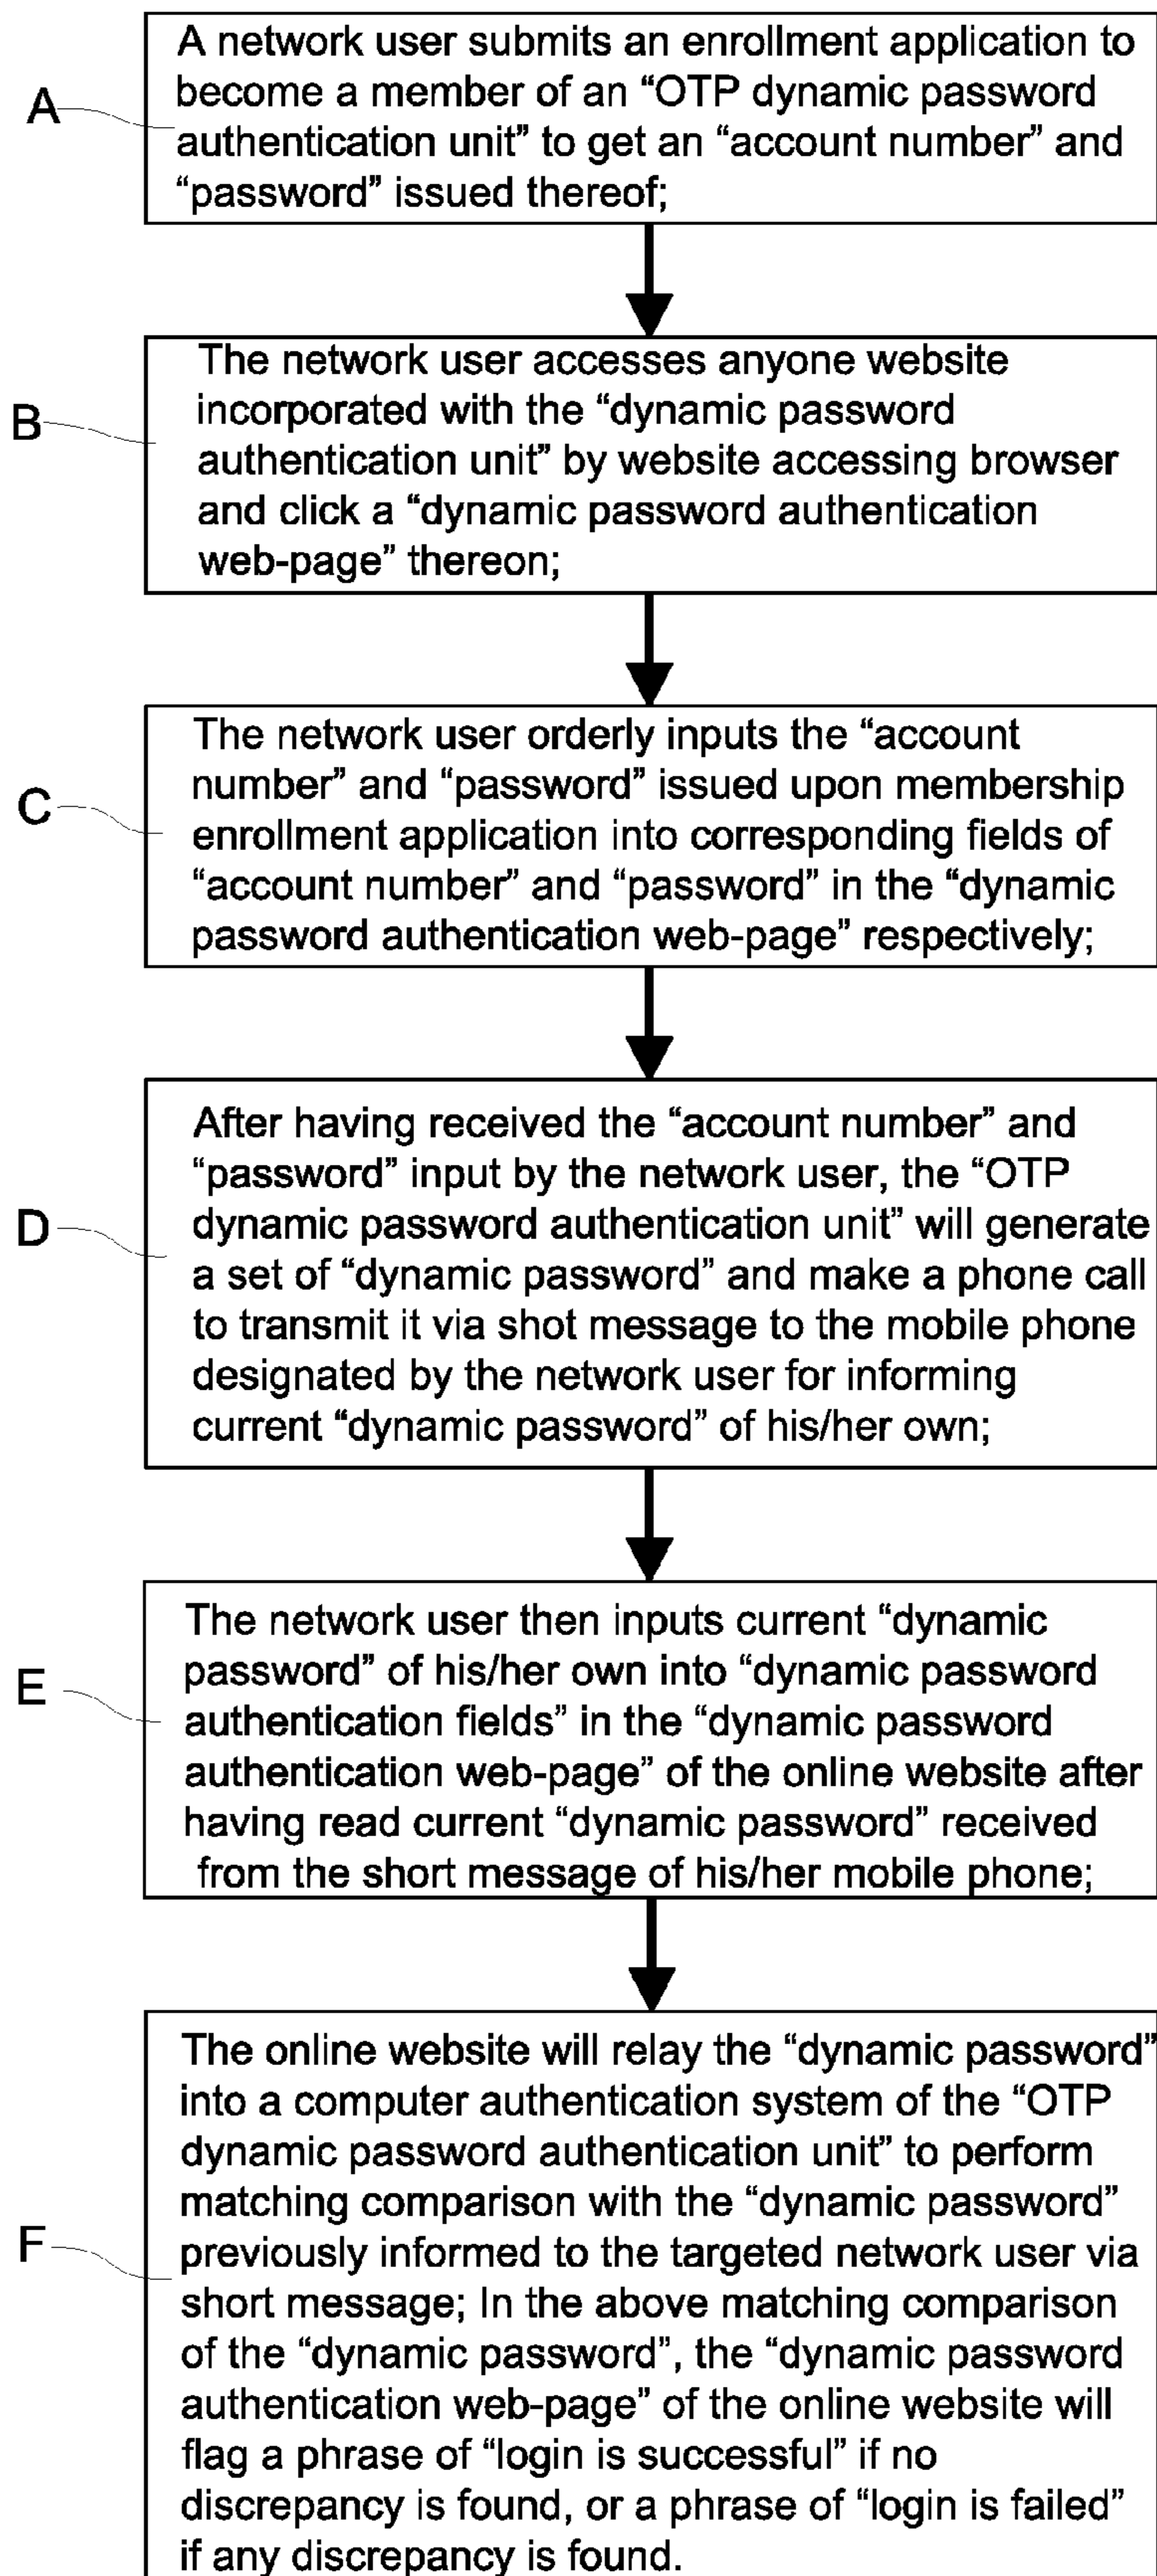 A
A network user submits an enrollment application to
become a member of an “OTP dynamic password
authentication unit” to get an “account number” and
“password” issued thereof;
B
The network user accesses anyone website
incorporated with the “dynamic password
authentication unit” by website accessing browser
and click a “dynamic password authentication
web-page” thereon;
C
The network user orderly inputs the “account
number” and “password” issued upon membership
enrollment application into corresponding fields of
“account number” and “password” in the “dynamic
password authentication web-page” respectively;
D
After having received the “account number” and
“password” input by the network user, the “OTP
dynamic password authentication unit” will generate
a set of “dynamic password” and make a phone call
to transmit it via shot message to the mobile phone
designated by the network user for informing
current “dynamic password” of his/her own;
E
The network user then inputs current “dynamic
password” of his/her own into “dynamic password
authentication fields” in the “dynamic password
authentication web-page” of the online website after
having read current “dynamic password” received
from the short message of his/her mobile phone;
F
The online website will relay the “dynamic password”
into a computer authentication system of the “OTP
dynamic password authentication unit” to perform
matching comparison with the “dynamic password”
previously informed to the targeted network user via
short message; In the above matching comparison
of the “dynamic password”, the “dynamic password
authentication web-page” of the online website will
flag a phrase of “login is successful” if no
discrepancy is found, or a phrase of “login is failed”
if any discrepancy is found.